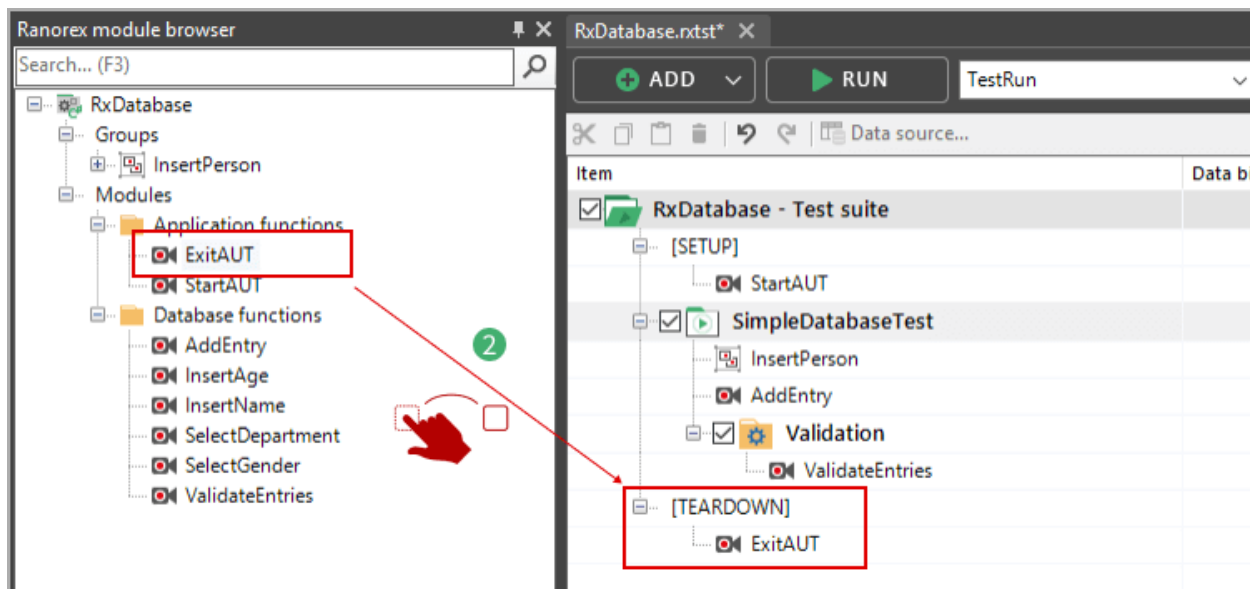 Ranorex module browser
Search... (F3)
RxDatabase
Groups
InsertPerson
Modules
Application functions
ExitAUT
StartAUT
Database functions
AddEntry
InsertAge
InsertName
SelectDepartment
SelectGender
ValidateEntries
2
RxDatabase.rxtst*
ADD
RUN
TestRun
Data source...
Item
Data bi
RxDatabase - Test suite
[SETUP]
StartAUT
SimpleDatabaseTest
InsertPerson
AddEntry
Validation
ValidateEntries
[TEARDOWN]
ExitAUT